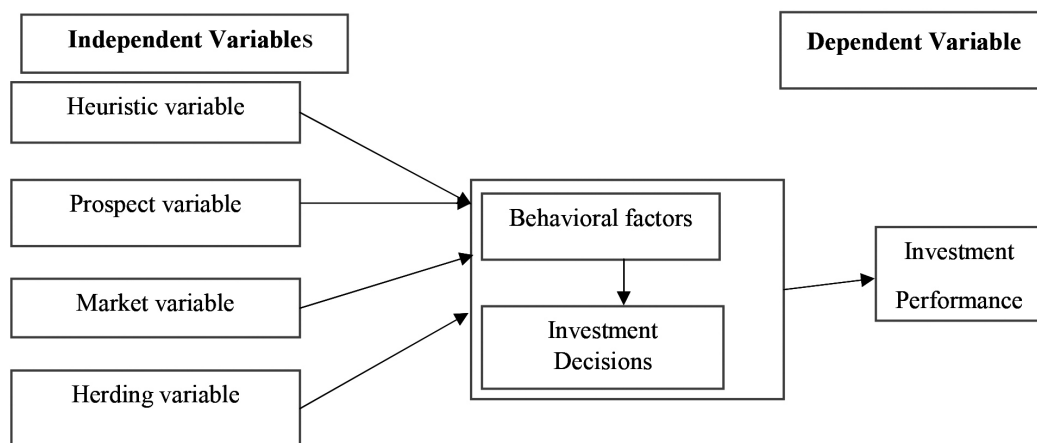 Independent Variables
Dependent Variable
Heuristic variable
Prospect variable
Market variable
Herding variable
Behavioral factors
Investment
Decisions
Investment
Performance